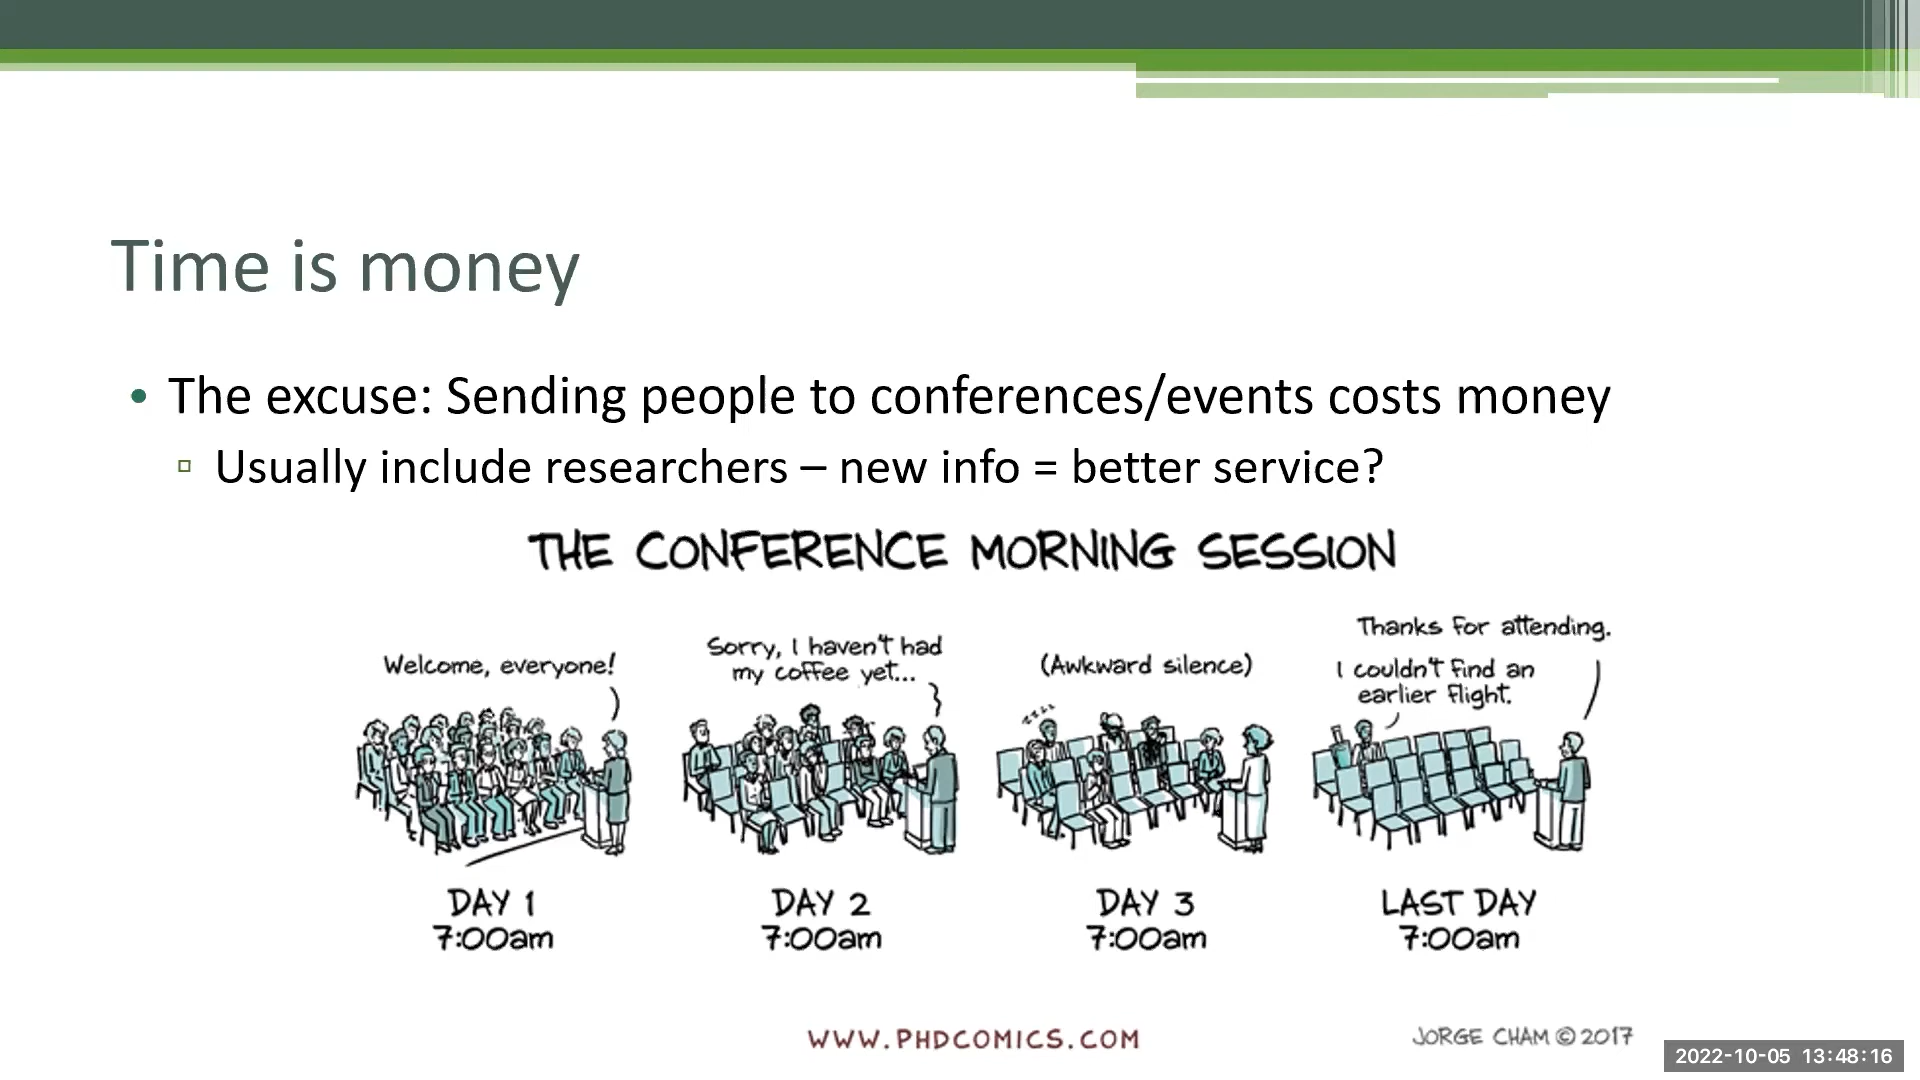 Time is money
• The excuse: Sending people to conferences/events costs money
▫ Usually include researchers – new info = better service?
THE CONFERENCE MORNING SESSION
Welcome, everyone!
Sorry, I haven't had
my coffee yet...
(Awkward silence)
zzzz
Thanks for attending.
I couldn't find an
earlier flight.
DAY 1
7:00am
DAY 2
7:00am
DAY 3
7:00am
LAST DAY
7:00am
WWW.PHDCOMICS.COM
JORGE CHAM © 2017
2022-10-05 13:48:16